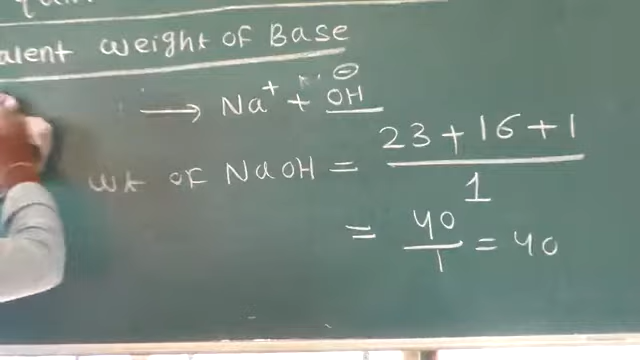 alent weight of Base
⟶ Na⁺ + OH⊖
wt of NaOH = 23+16+1 / 1
= 40/1 = 40